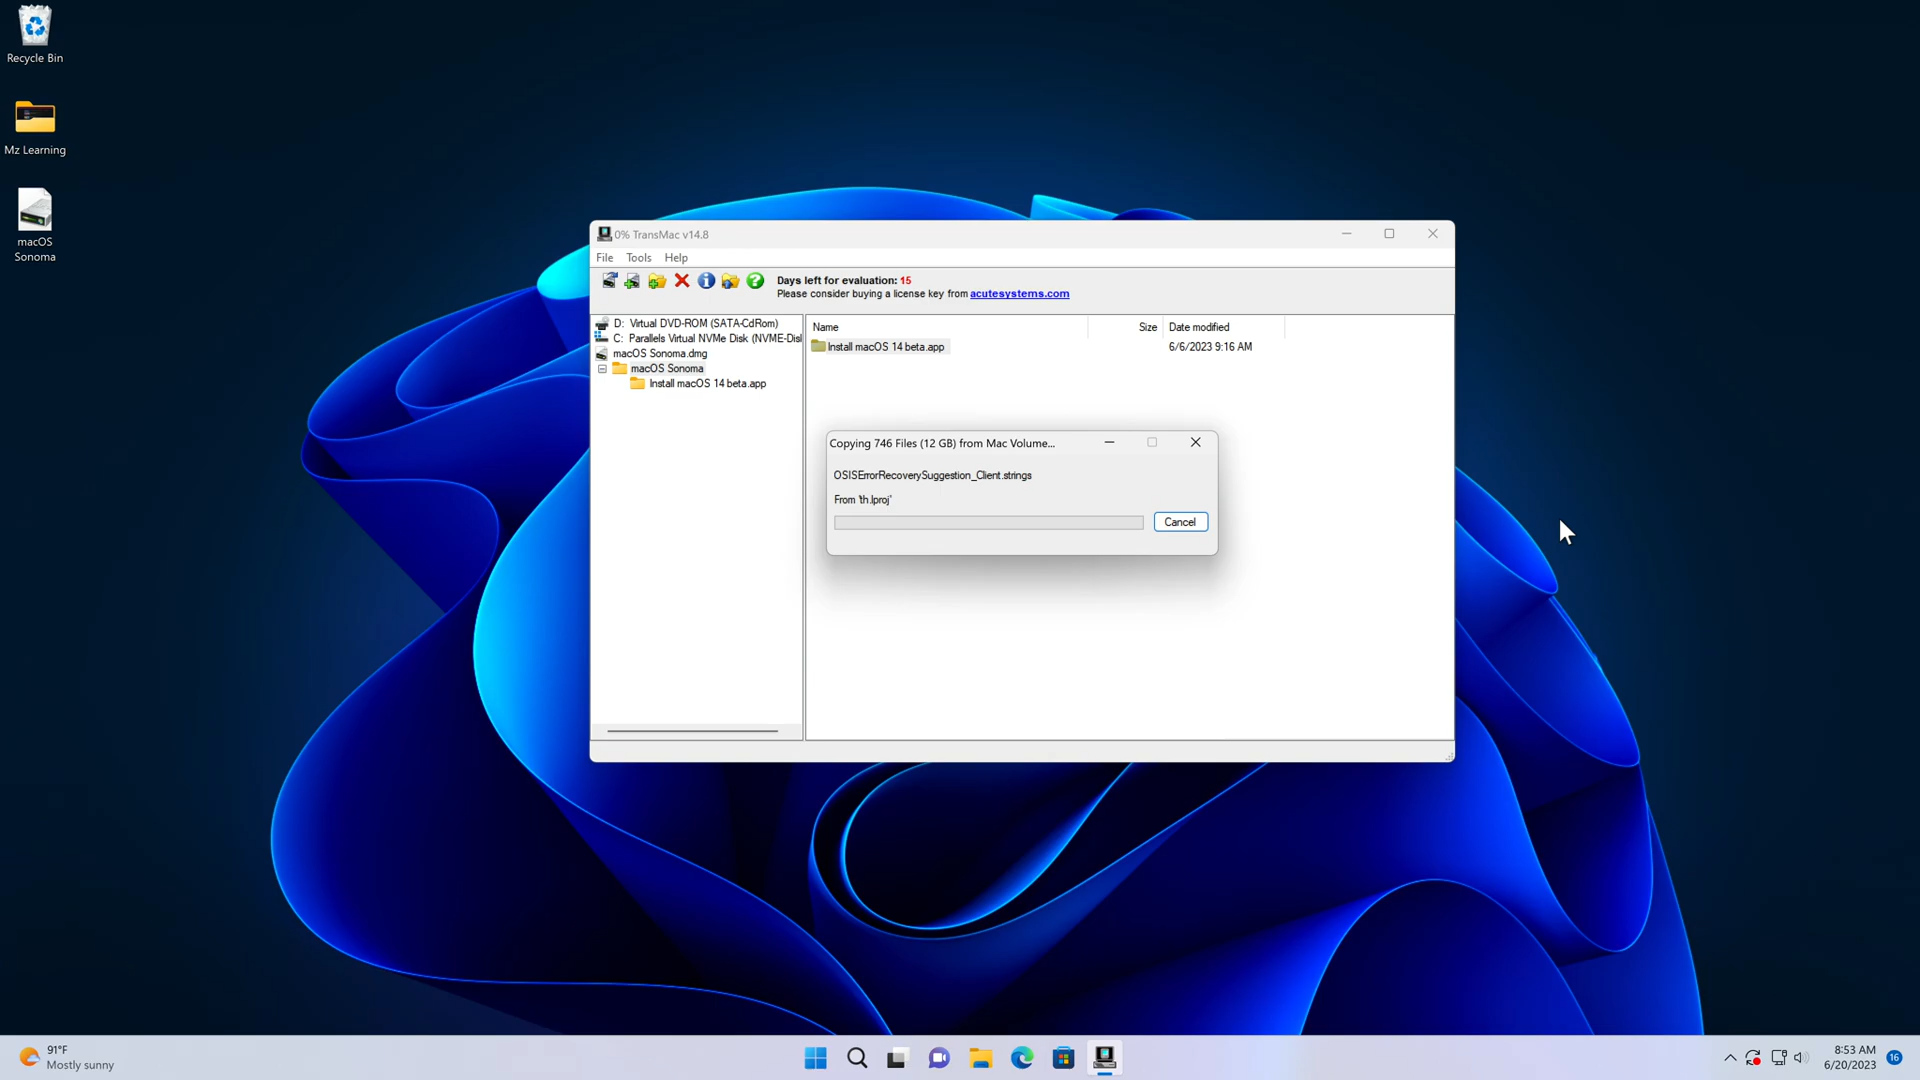 Recycle Bin
Mz Learning
macOS
Sonoma
0% TransMac v14.8
File Tools Help
Days left for evaluation: 15
Please consider buying a license key from acutesystems.com
D: Virtual DVD-ROM (SATA-CdRom)
C: Parallels Virtual NVMe Disk (NVME-Disl
macOS Sonoma.dmg
macOS Sonoma
Install macOS 14 beta.app
Name Size Date modified
Install macOS 14 beta.app 6/6/2023 9:16 AM
Copying 746 Files (12 GB) from Mac Volume...
OSISErrorRecoverySuggestion_Client.strings
From 'th.lproj'
Cancel
91°F
Mostly sunny
8:53 AM
6/20/2023
16